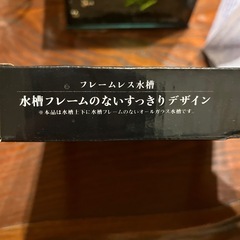 フレームレス水槽
水槽フレームのないすっきりデザイン
※本品は水槽上下に水槽フレームのないオールガラス水槽です。